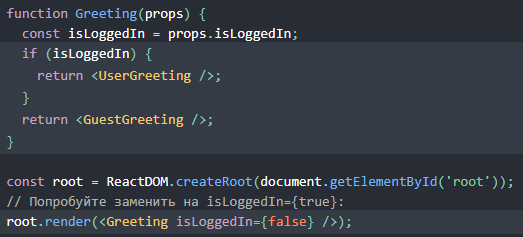 function Greeting(props) {
  const isLoggedIn = props.isLoggedIn;
  if (isLoggedIn) {
    return <UserGreeting />;
  }
  return <GuestGreeting />;
}

const root = ReactDOM.createRoot(document.getElementById('root'));
// Попробуйте заменить на isLoggedIn={true}:
root.render(<Greeting isLoggedIn={false} />);